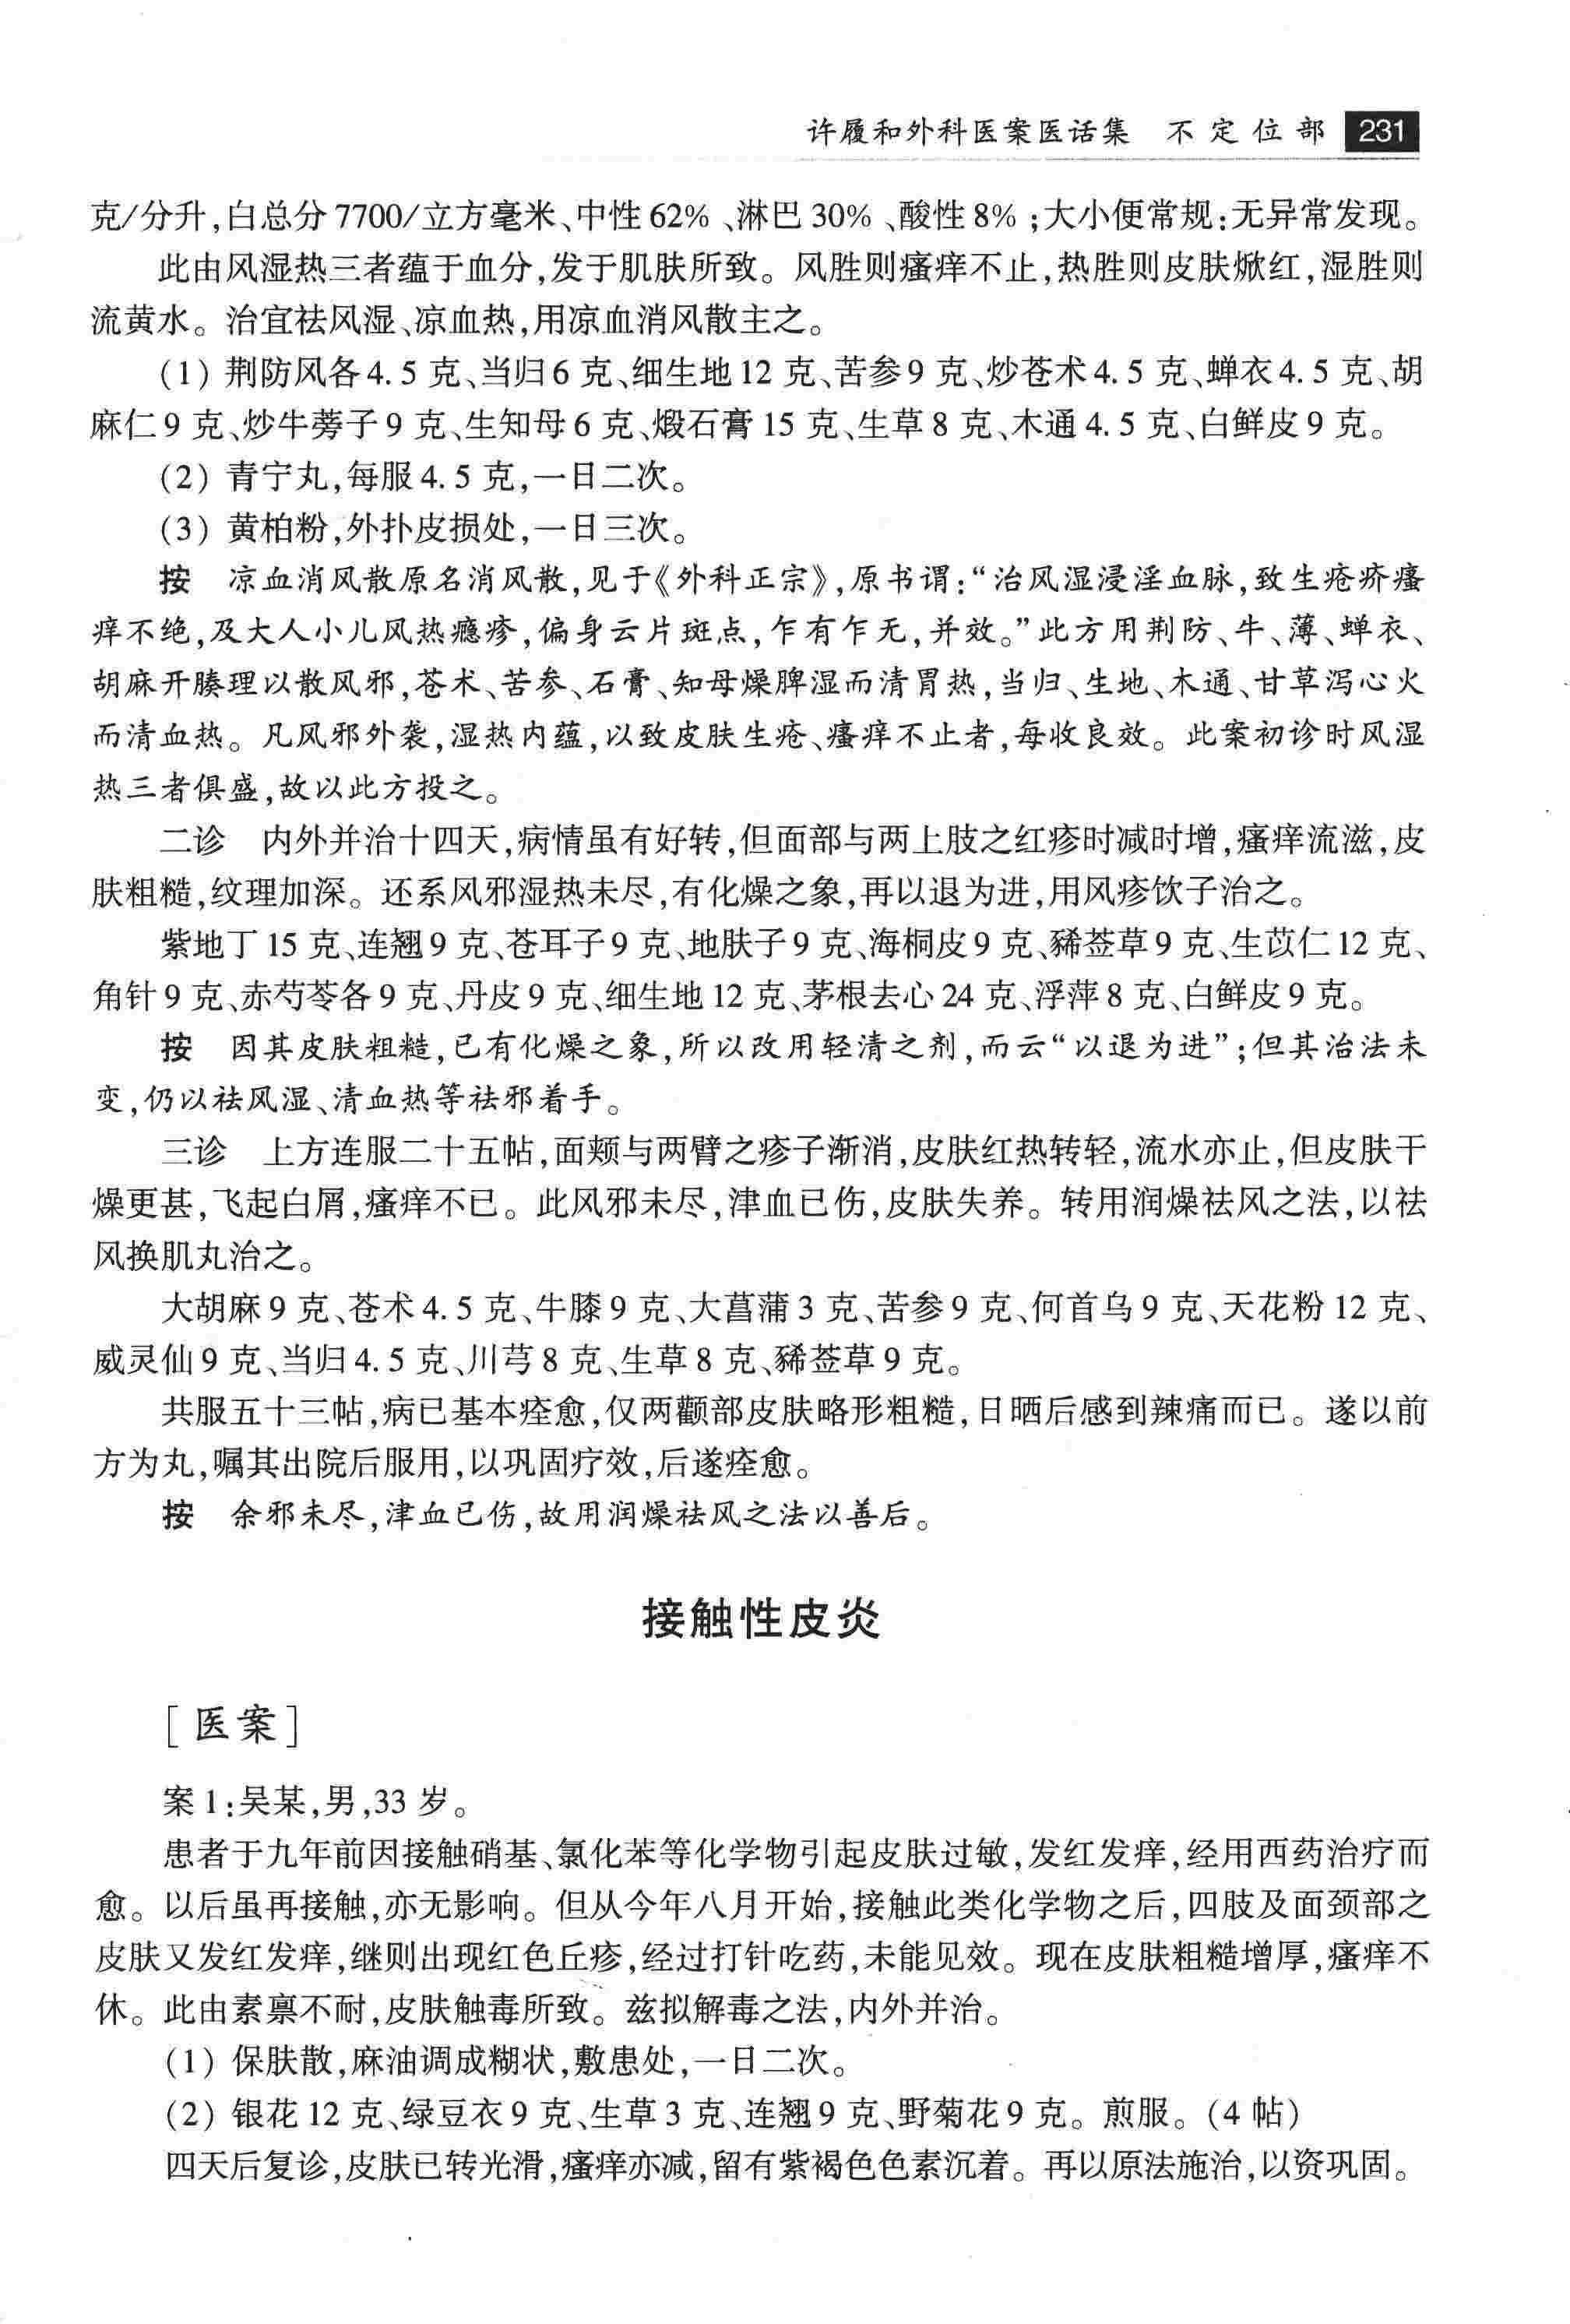 许履和外科医案医话集 不定位部 231
克/分升,白总分7700/立方毫米、中性62%、淋巴30%、酸性8%;大小便常规:无异常发现。
此由风湿热三者蕴于血分,发于肌肤所致。风胜则瘙痒不止,热胜则皮肤焮红,湿胜则
流黄水。治宜祛风湿、凉血热,用凉血消风散主之。
(1) 荆防风各4.5克、当归6克、细生地12克、苦参9克、炒苍术4.5克、蝉衣4.5克、胡
麻仁9克、炒牛蒡子9克、生知母6克、煅石膏15克、生草8克、木通4.5克、白鲜皮9克。
(2) 青宁丸,每服4.5克,一日二次。
(3) 黄柏粉,外扑皮损处,一日三次。
按 凉血消风散原名消风散,见于《外科正宗》,原书谓:“治风湿浸淫血脉,致生疮疥瘙
痒不绝,及大人小儿风热瘾疹,偏身云片斑点,乍有乍无,并效。”此方用荆防、牛、薄、蝉衣、
胡麻开腠理以散风邪,苍术、苦参、石膏、知母燥脾湿而清胃热,当归、生地、木通、甘草泻心火
而清血热。凡风邪外袭,湿热内蕴,以致皮肤生疮、瘙痒不止者,每收良效。此案初诊时风湿
热三者俱盛,故以此方投之。
二诊 内外并治十四天,病情虽有好转,但面部与两上肢之红疹时减时增,瘙痒流滋,皮
肤粗糙,纹理加深。还系风邪湿热未尽,有化燥之象,再以退为进,用风疹饮子治之。
紫地丁15克、连翘9克、苍耳子9克、地肤子9克、海桐皮9克、豨莶草9克、生苡仁12克、
角针9克、赤芍苓各9克、丹皮9克、细生地12克、茅根去心24克、浮萍8克、白鲜皮9克。
按 因其皮肤粗糙,已有化燥之象,所以改用轻清之剂,而云“以退为进”;但其治法未
变,仍以祛风湿、清血热等祛邪着手。
三诊 上方连服二十五帖,面颊与两臂之疹子渐消,皮肤红热转轻,流水亦止,但皮肤干
燥更甚,飞起白屑,瘙痒不已。此风邪未尽,津血已伤,皮肤失养。转用润燥祛风之法,以祛
风换肌丸治之。
大胡麻9克、苍术4.5克、牛膝9克、大菖蒲3克、苦参9克、何首乌9克、天花粉12克、
威灵仙9克、当归4.5克、川芎8克、生草8克、豨莶草9克。
共服五十三帖,病已基本痊愈,仅两颧部皮肤略形粗糙,日晒后感到辣痛而已。遂以前
方为丸,嘱其出院后服用,以巩固疗效,后遂痊愈。
按 余邪未尽,津血已伤,故用润燥祛风之法以善后。
接触性皮炎
[医案]
案1:吴某,男,33岁。
患者于九年前因接触硝基、氯化苯等化学物引起皮肤过敏,发红发痒,经用西药治疗而
愈。以后虽再接触,亦无影响。但从今年八月开始,接触此类化学物之后,四肢及面颈部之
皮肤又发红发痒,继则出现红色丘疹,经过打针吃药,未能见效。现在皮肤粗糙增厚,瘙痒不
休。此由素禀不耐,皮肤触毒所致。兹拟解毒之法,内外并治。
(1) 保肤散,麻油调成糊状,敷患处,一日二次。
(2) 银花12克、绿豆衣9克、生草3克、连翘9克、野菊花9克。煎服。(4帖)
四天后复诊,皮肤已转光滑,瘙痒亦减,留有紫褐色色素沉着。再以原法施治,以资巩固。